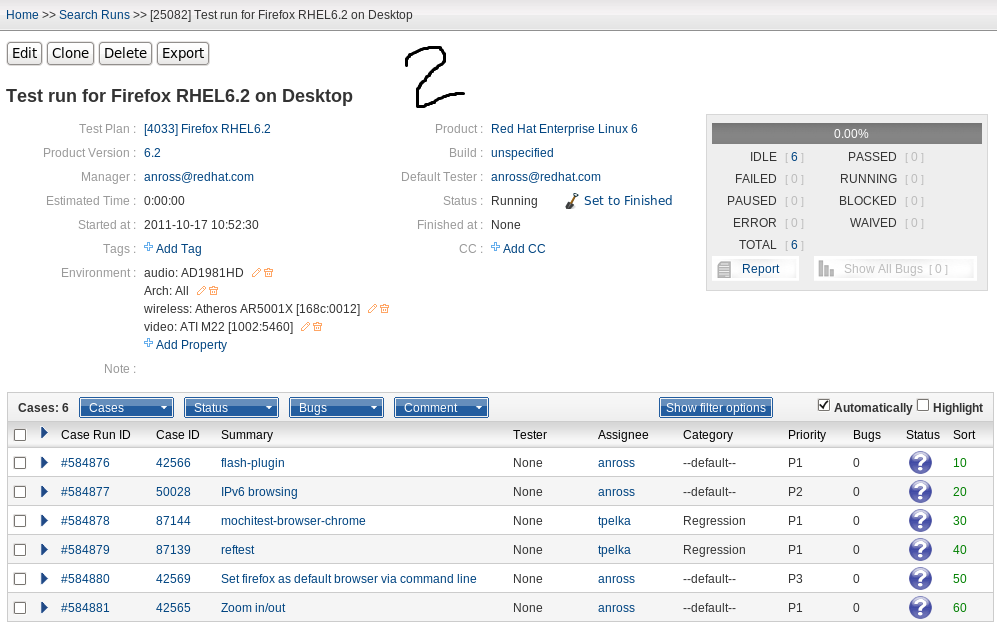 Home >> Search Runs >> [25082] Test run for Firefox RHEL6.2 on Desktop
Edit Clone Delete Export
2
Test run for Firefox RHEL6.2 on Desktop
Test Plan : [4033] Firefox RHEL6.2 Product : Red Hat Enterprise Linux 6
Product Version : 6.2 Build : unspecified
Manager : anross@redhat.com Default Tester : anross@redhat.com
Estimated Time : 0:00:00 Status : Running Set to Finished
Started at : 2011-10-17 10:52:30 Finished at : None
Tags : Add Tag CC : Add CC
Environment : audio: AD1981HD
Arch: All
wireless: Atheros AR5001X [168c:0012]
video: ATI M22 [1002:5460]
Add Property
Note :
0.00%
IDLE [ 6 ] PASSED [ 0 ]
FAILED [ 0 ] RUNNING [ 0 ]
PAUSED [ 0 ] BLOCKED [ 0 ]
ERROR [ 0 ] WAIVED [ 0 ]
TOTAL [ 6 ]
Report Show All Bugs [ 0 ]
Cases: 6 Cases Status Bugs Comment Show filter options Automatically Highlight
Case Run ID Case ID Summary Tester Assignee Category Priority Bugs Status Sort
#584876 42566 flash-plugin None anross --default-- P1 0 ? 10
#584877 50028 IPv6 browsing None anross --default-- P2 0 ? 20
#584878 87144 mochitest-browser-chrome None tpelka Regression P1 0 ? 30
#584879 87139 reftest None tpelka Regression P1 0 ? 40
#584880 42569 Set firefox as default browser via command line None anross --default-- P3 0 ? 50
#584881 42565 Zoom in/out None anross --default-- P1 0 ? 60